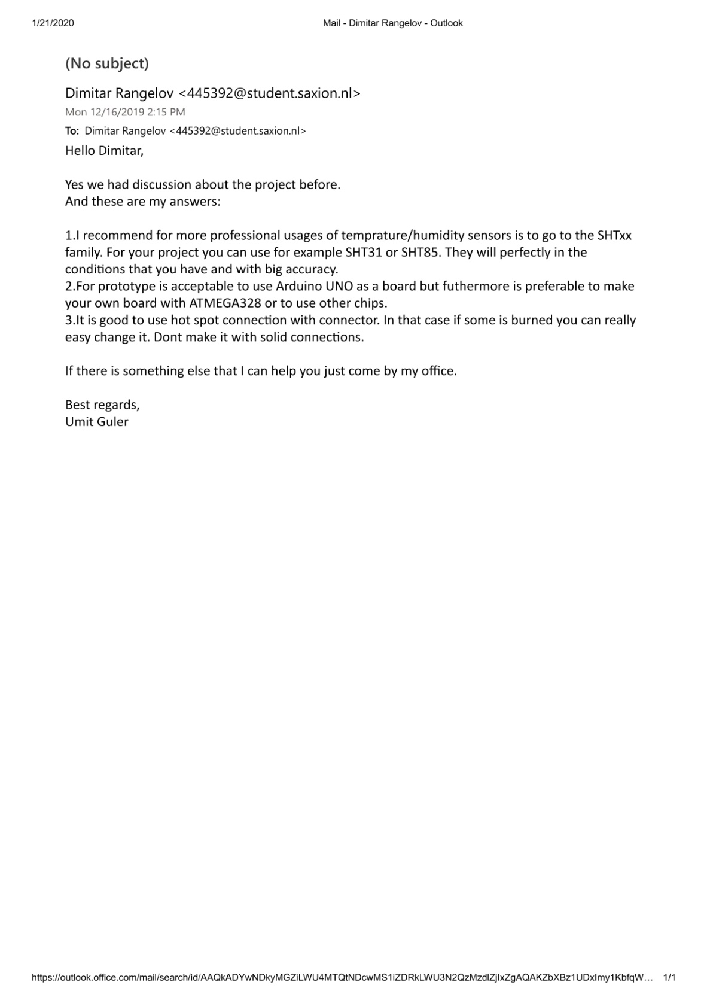 1/21/2020 Mail - Dimitar Rangelov - Outlook
(No subject)
Dimitar Rangelov <445392@student.saxion.nl>
Mon 12/16/2019 2:15 PM
To: Dimitar Rangelov <445392@student.saxion.nl>
Hello Dimitar,
Yes we had discussion about the project before.
And these are my answers:
1.I recommend for more professional usages of temprature/humidity sensors is to go to the SHTxx
family. For your project you can use for example SHT31 or SHT85. They will perfectly in the
conditions that you have and with big accuracy.
2.For prototype is acceptable to use Arduino UNO as a board but futhermore is preferable to make
your own board with ATMEGA328 or to use other chips.
3.It is good to use hot spot connection with connector. In that case if some is burned you can really
easy change it. Dont make it with solid connections.
If there is something else that I can help you just come by my office.
Best regards,
Umit Guler
https://outlook.office.com/mail/search/id/AAQkADYwNDkyMGZiLWU4MTQtNDcwMS1iZDRkLWU3N2QzMzdlZjIxZgAQAKZbXBz1UDxImy1KbfqW... 1/1